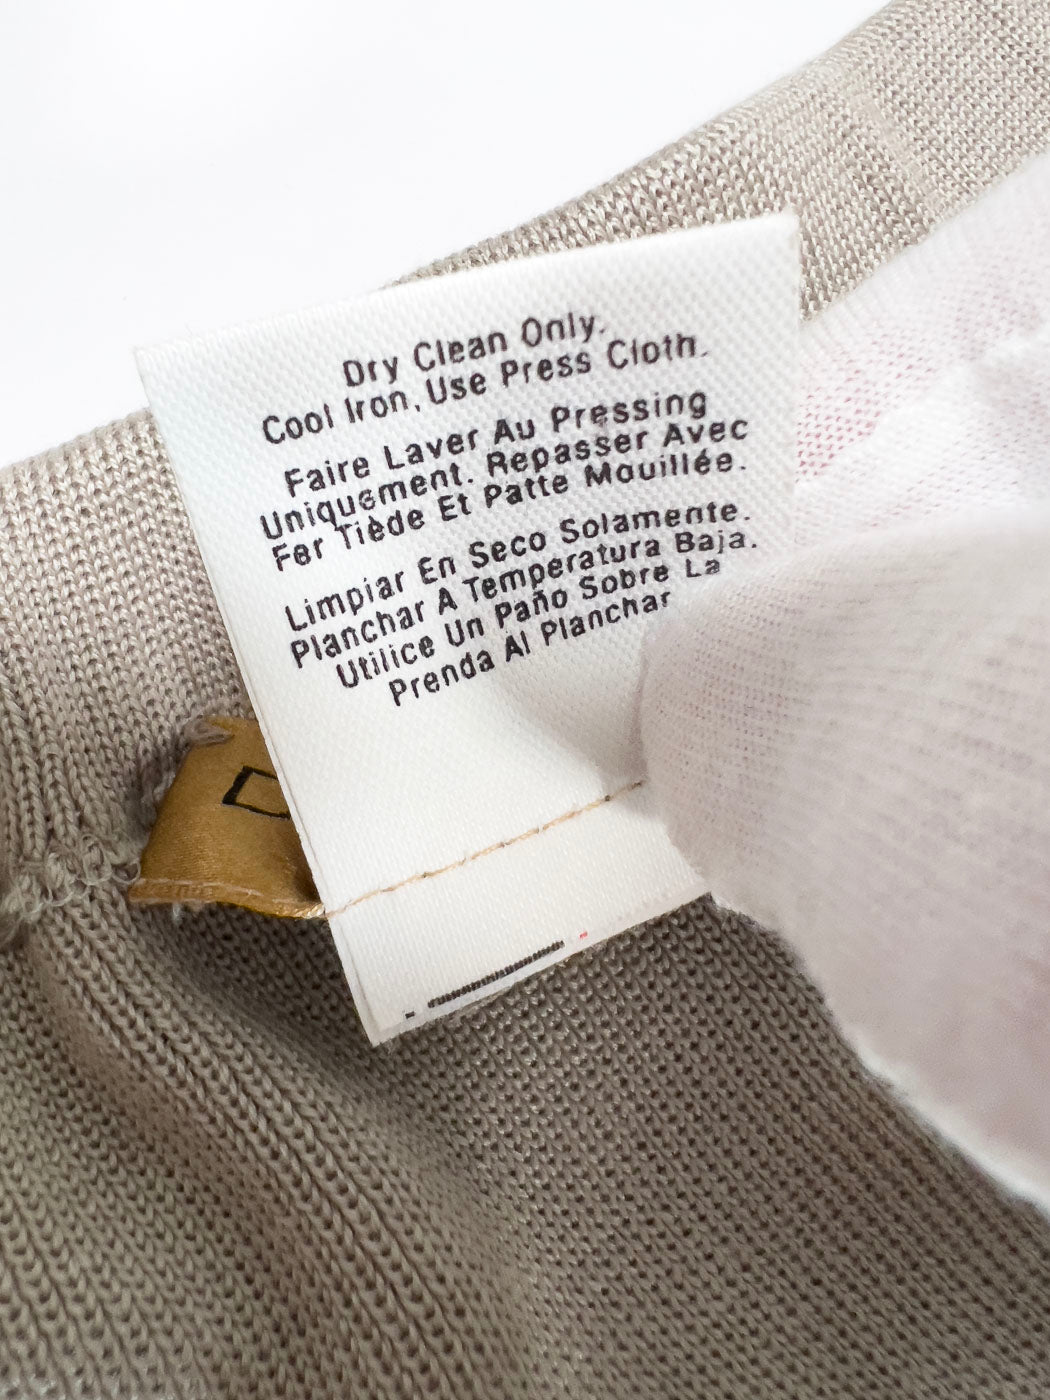 Dry Clean Only.
Cool Iron, Use Press Cloth.
Faire Laver Au Pressing
Uniquement. Repasser Avec
Fer Tiède Et Patte Mouillée.
Limpiar En Seco Solamente.
Planchar A Temperatura Baja.
Utilice Un Paño Sobre La
Prenda Al Planchar